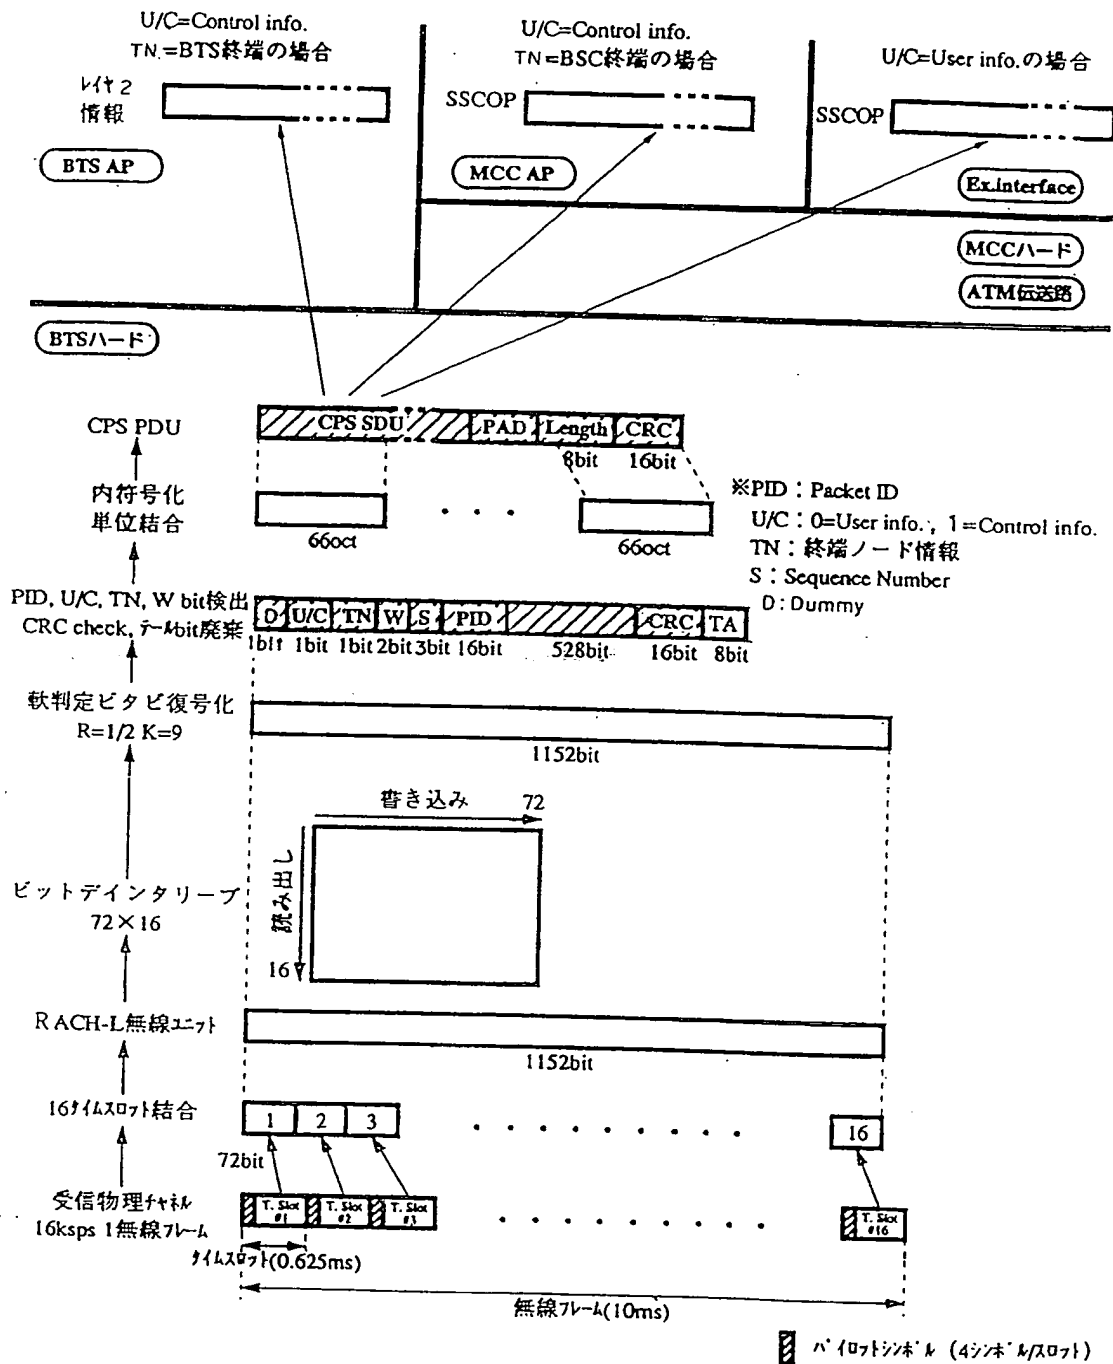 U/C=Control info.
TN=BTS終端の場合
レイヤ2
情報
BTS AP
U/C=Control info.
TN=BSC終端の場合
SSCOP
MCC AP
U/C=User info.の場合
SSCOP
Ex.interface
MCCハード
ATM伝送路
BTSハード
CPS PDU
CPS SDU PAD Length CRC
8bit 16bit
内符号化
単位結合
66oct 66oct
※PID：Packet ID
U/C：0=User info., 1=Control info.
TN：終端ノード情報
S：Sequence Number
D:Dummy
PID, U/C, TN, W bit検出
CRC check, テールbit廃棄
D U/C TN W S PID CRC TA
1bit 1bit 1bit 2bit 3bit 16bit 528bit 16bit 8bit
軟判定ビタビ復号化
R=1/2 K=9
1152bit
書き込み 72
読み出し
16
ビットデインタリーブ
72×16
RACH-L無線ユニット
1152bit
16タイムスロット結合
1 2 3 16
72bit
受信物理チャネル
16ksps 1無線フレーム
T. Slot #1 T. Slot #2 T. Slot #3 T. Slot #16
タイムスロット(0.625ms)
無線フレーム(10ms)
パイロットシンボル (4シンボル/スロット)